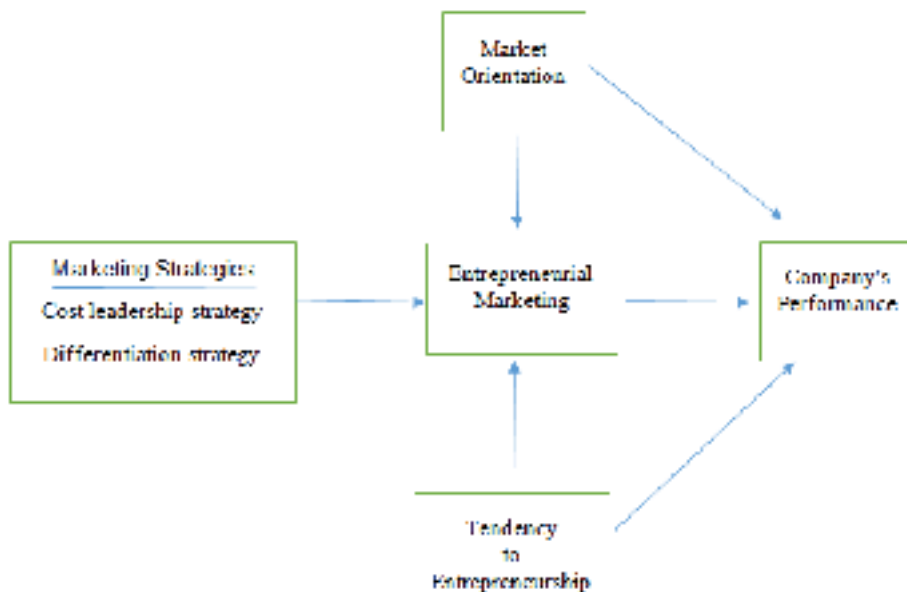 Market
Orientation
Marketing Strategies
Cost leadership strategy
Differentiation strategy
Entrepreneurial
Marketing
Company's
Performance
Tendency
to
Entrepreneurship